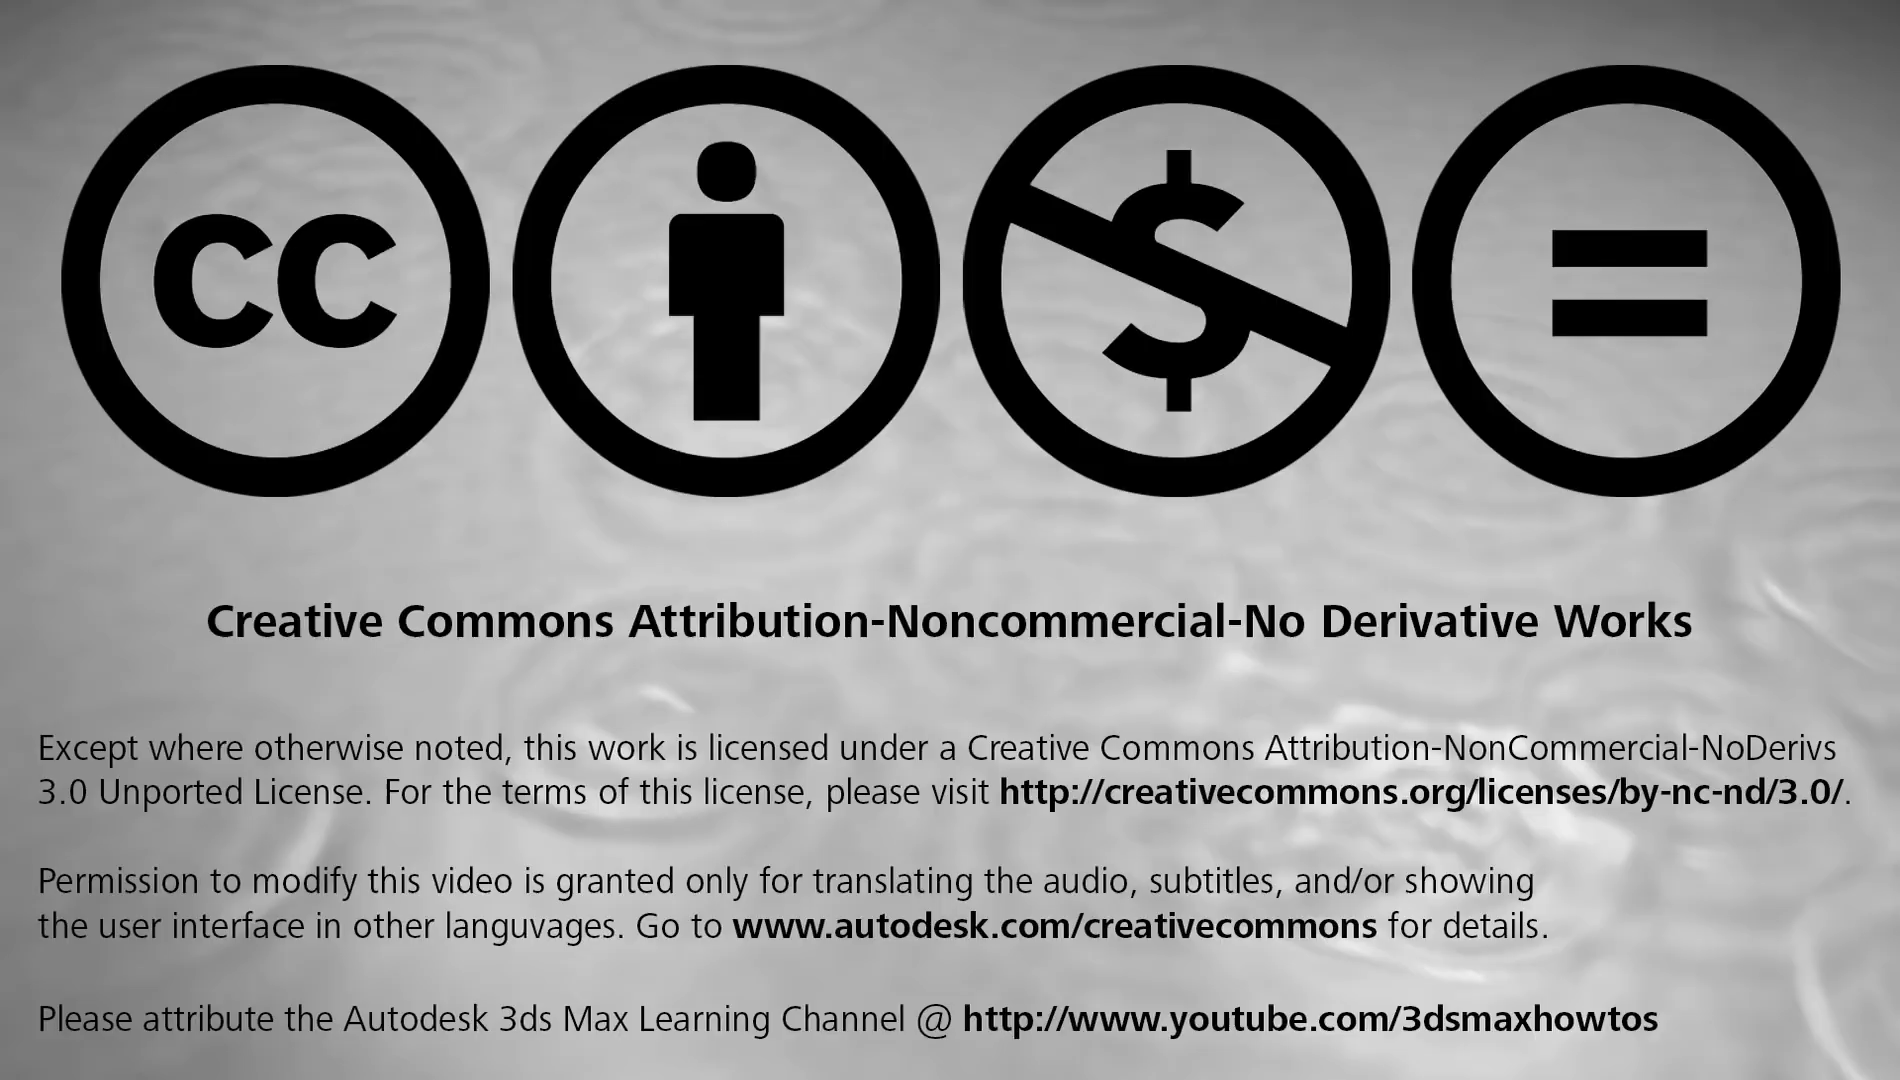 cc
$
=
Creative Commons Attribution-Noncommercial-No Derivative Works
Except where otherwise noted, this work is licensed under a Creative Commons Attribution-NonCommercial-NoDerivs
3.0 Unported License. For the terms of this license, please visit http://creativecommons.org/licenses/by-nc-nd/3.0/.
Permission to modify this video is granted only for translating the audio, subtitles, and/or showing
the user interface in other languvages. Go to www.autodesk.com/creativecommons for details.
Please attribute the Autodesk 3ds Max Learning Channel @ http://www.youtube.com/3dsmaxhowtos